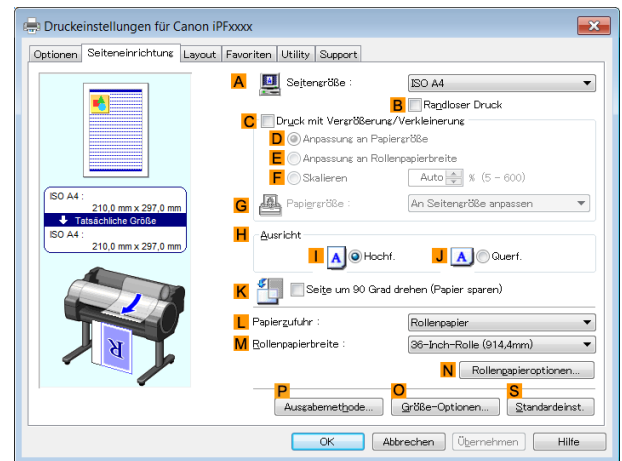 Druckeinstellungen für Canon iPFxxxx
Optionen Seiteneinrichtung Layout Favoriten Utility Support
A Seitengröße : ISO A4
B Randloser Druck
C Druck mit Vergrößerung/Verkleinerung
D Anpassung an Papiergröße
E Anpassung an Rollenpapierbreite
F Skalieren Auto % (5 - 600)
G Papiergröße : An Seitengröße anpassen
ISO A4 :
210,0 mm x 297,0 mm
Tatsächliche Größe
ISO A4 :
210,0 mm x 297,0 mm
H Ausricht
I A Hochf. J A Querf.
K Seite um 90 Grad drehen (Papier sparen)
R
L Papierzufuhr : Rollenpapier
M Rollenpapierbreite : 36-Inch-Rolle (914,4mm)
N Rollenpapieroptionen...
P O S
Ausgabemethode... Größe-Optionen... Standardeinst.
OK Abbrechen Übernehmen Hilfe